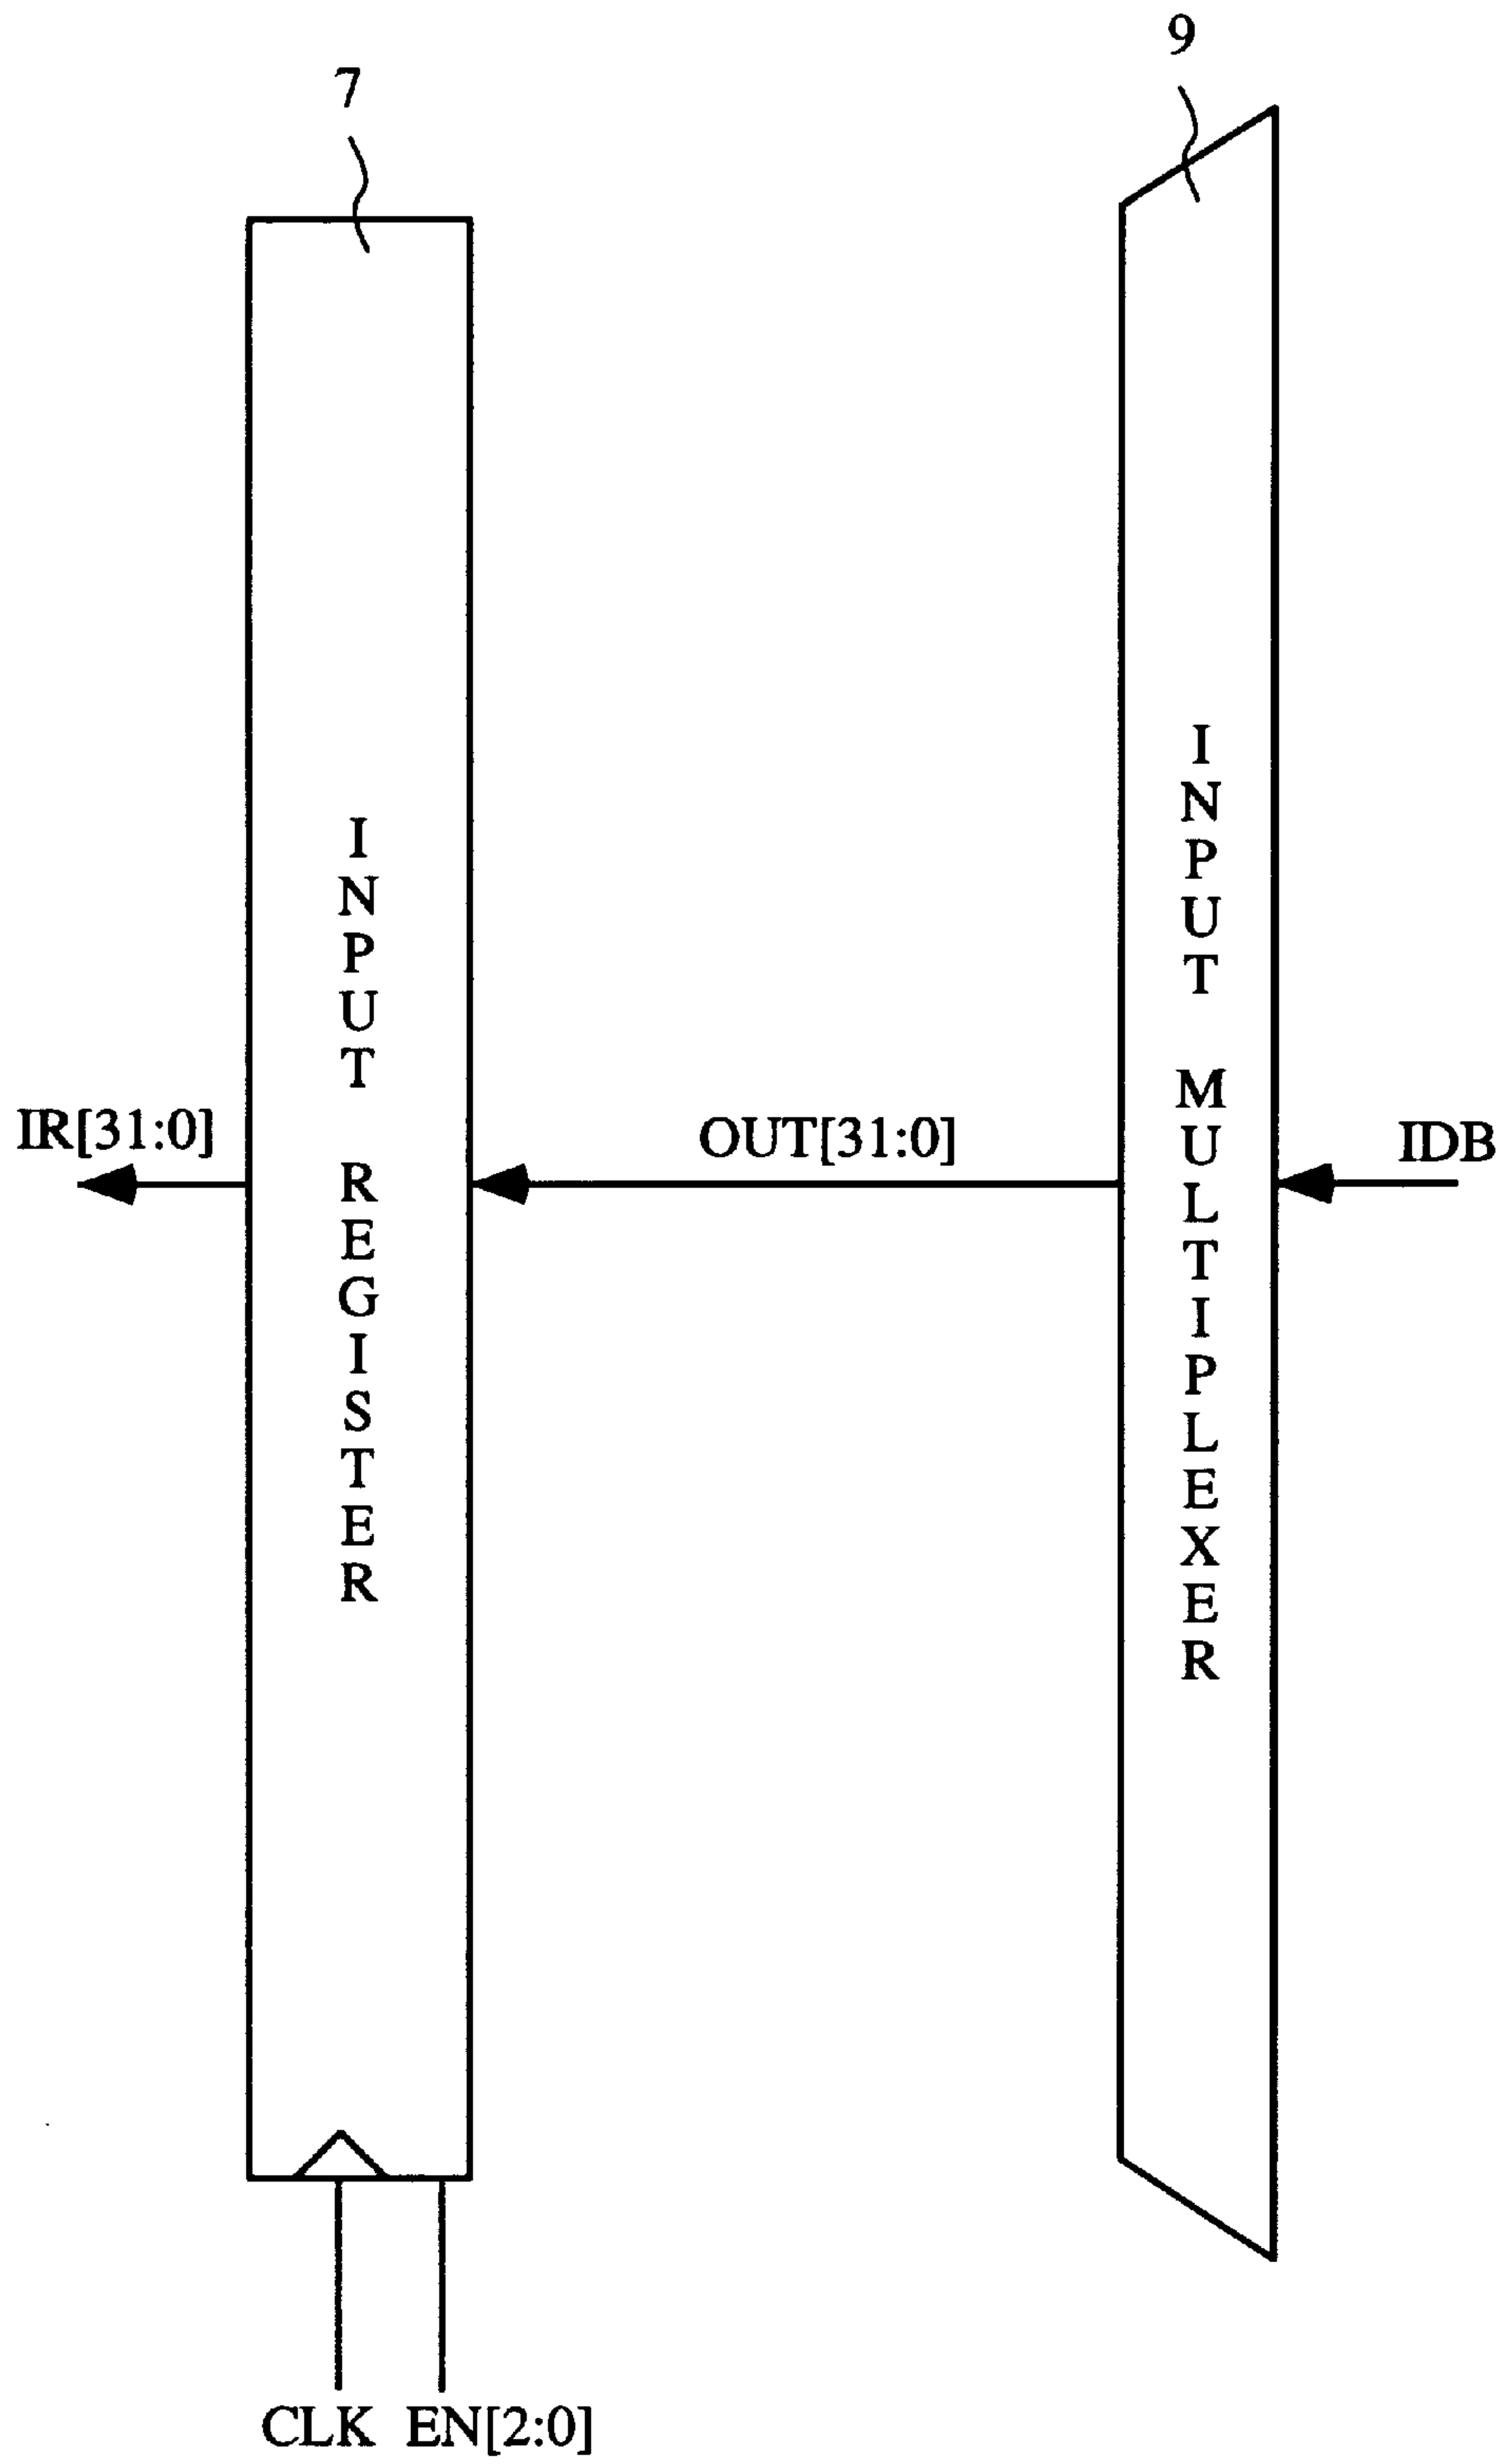 9
7
INPUT REGISTER
INPUT MULTIPLEXER
IR[31:0]
OUT[31:0]
IDB
CLK EN[2:0]